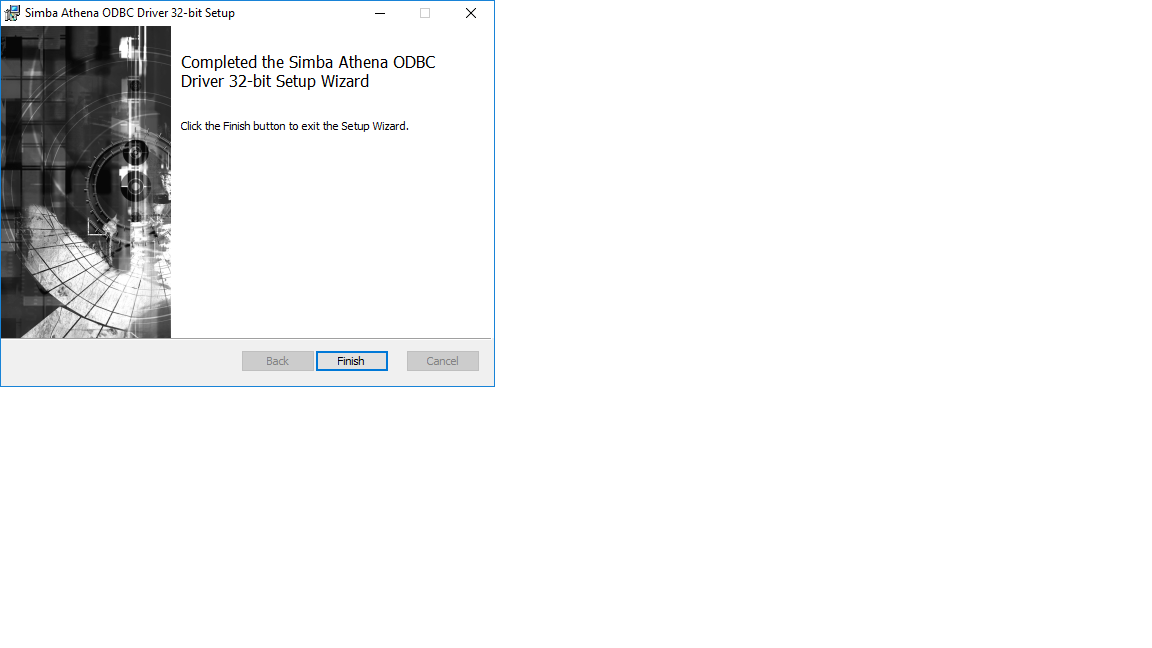 Simba Athena ODBC Driver 32-bit Setup
Completed the Simba Athena ODBC
Driver 32-bit Setup Wizard
Click the Finish button to exit the Setup Wizard.
Back Finish Cancel